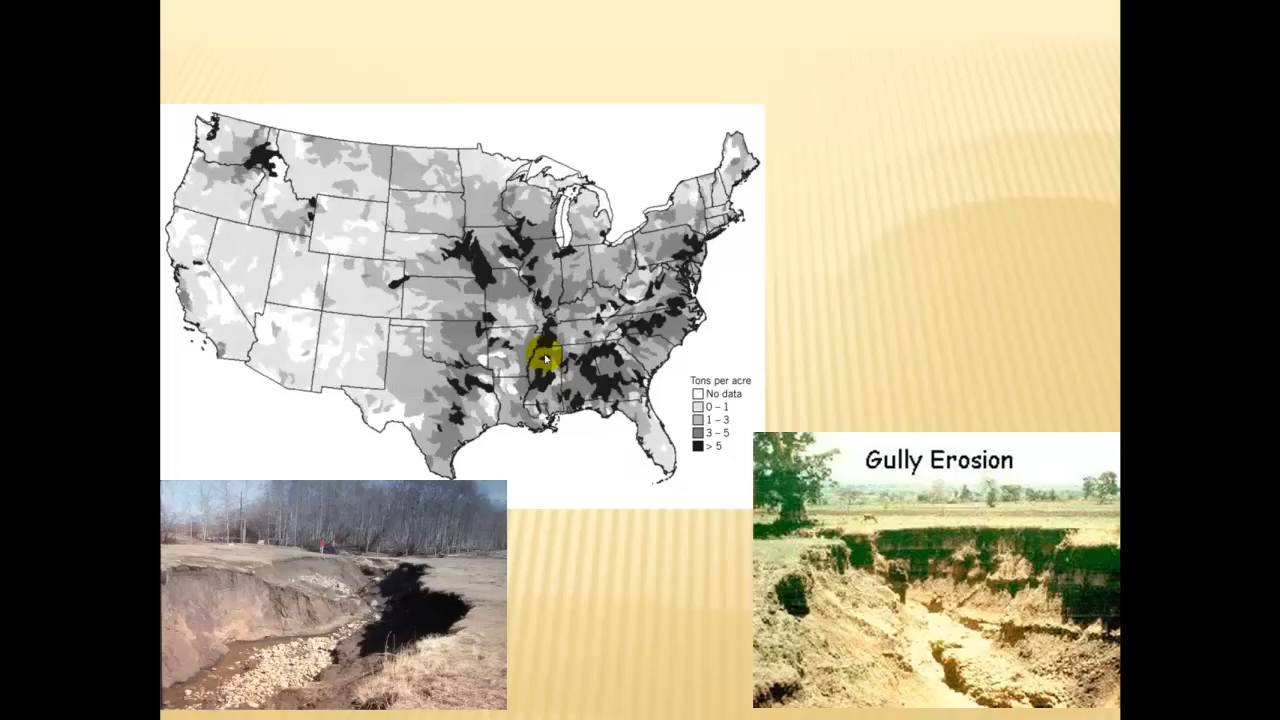 Tons per acre
No data
0 – 1
1 – 3
3 – 5
> 5
Gully Erosion